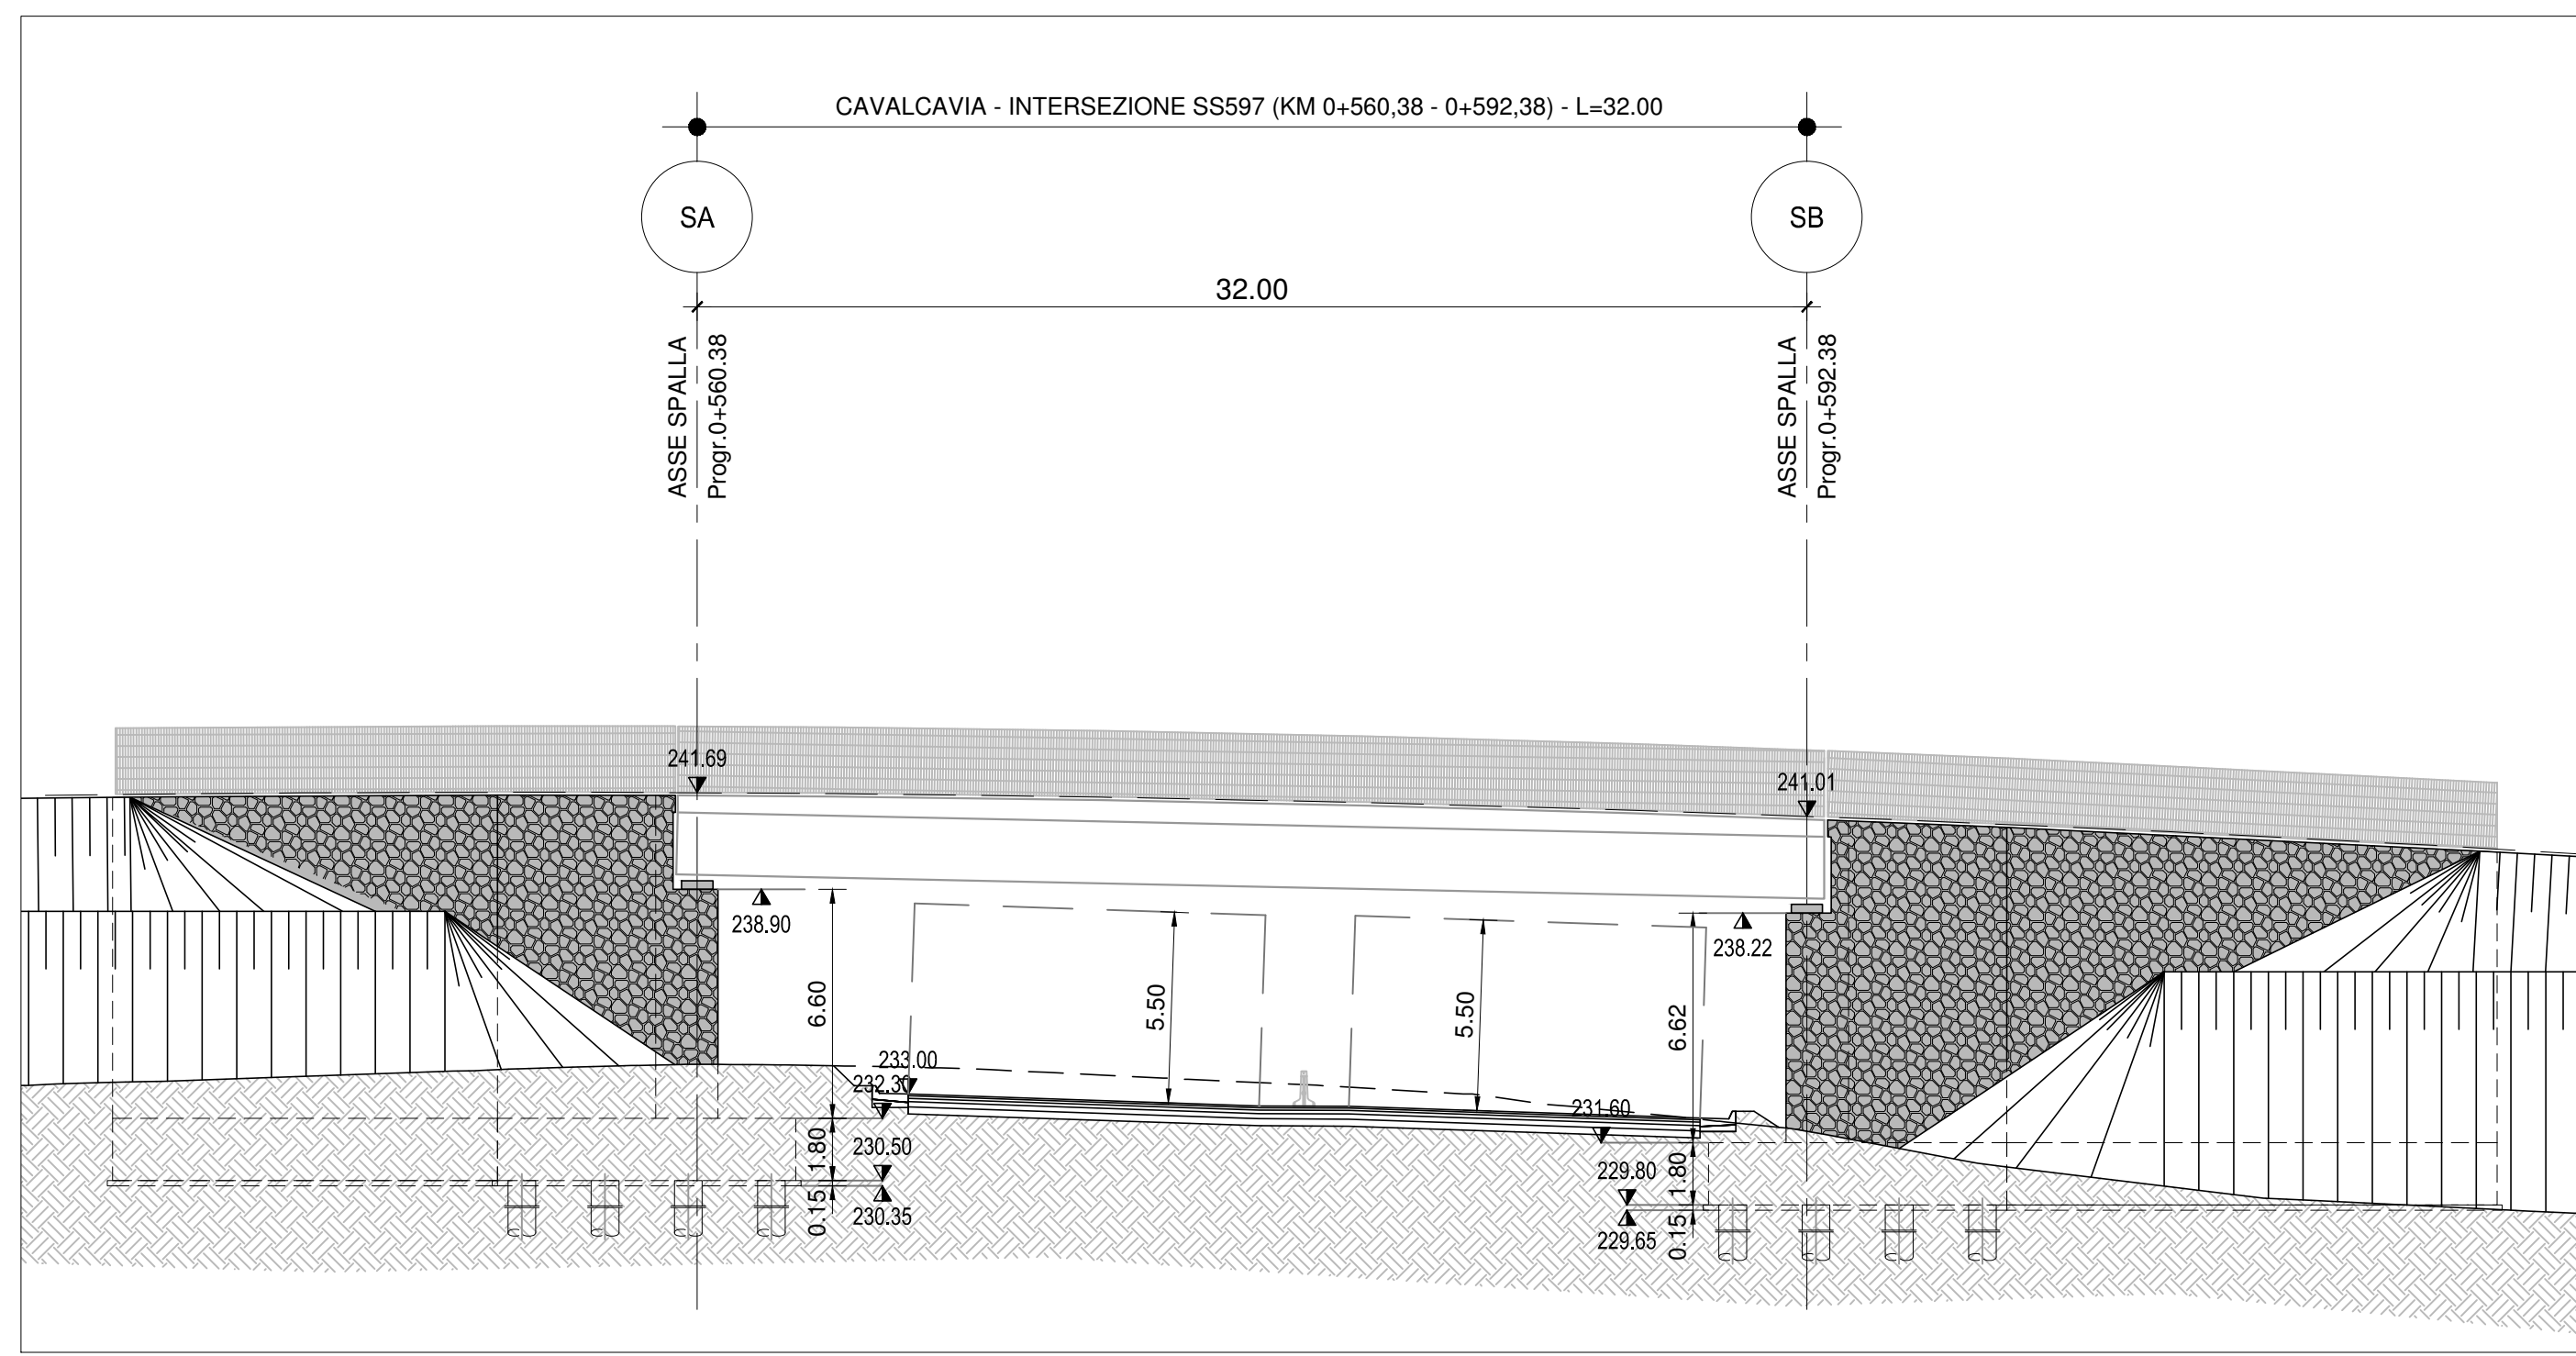 CAVALCAVIA - INTERSEZIONE SS597 (KM 0+560,38 - 0+592,38) - L=32.00
SA
SB
32.00
ASSE SPALLA
Progr.0+560.38
ASSE SPALLA
Progr.0+592.38
241.69
241.01
238.90
238.22
6.60
5.50
5.50
6.62
233.00
232.30
231.60
1.80
230.50
0.15
230.35
229.80
1.80
229.65
0.15